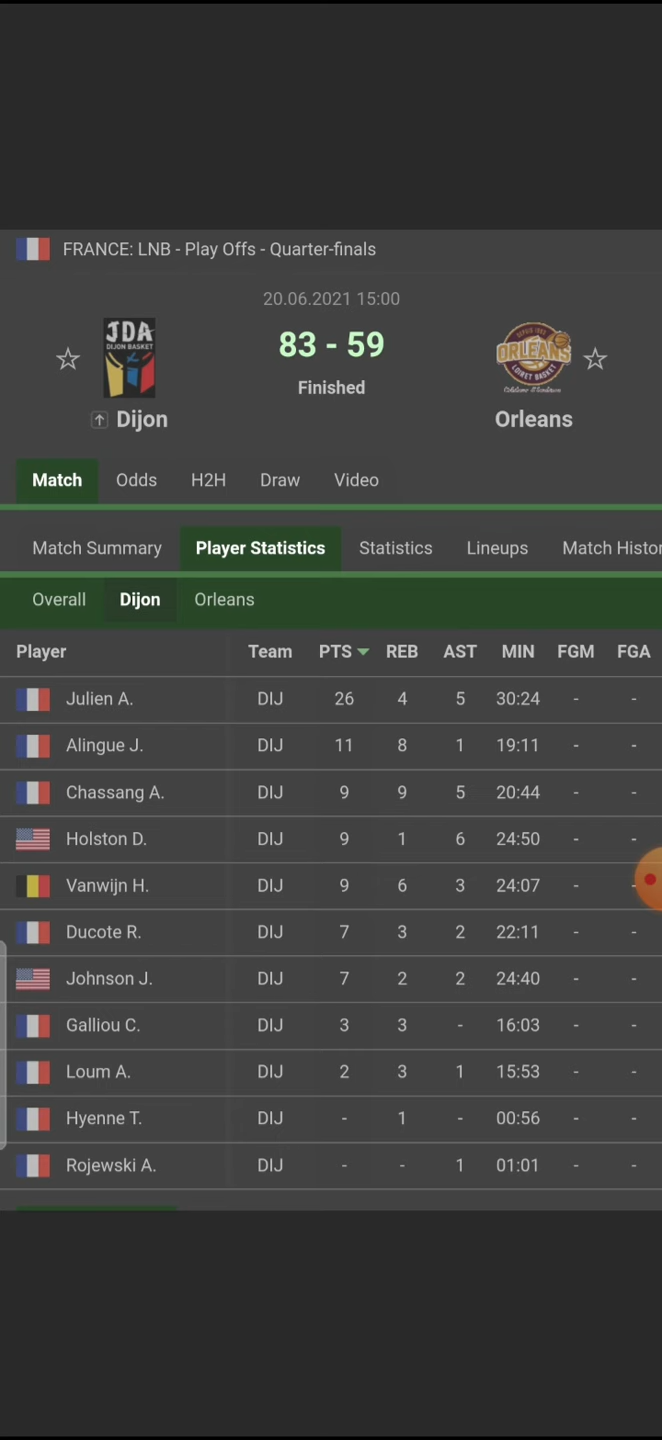 FRANCE: LNB - Play Offs - Quarter-finals
20.06.2021 15:00
JDA
DIJON BASKET
83 - 59
ORLEANS
LOIRET BASKET
Finished
Dijon
Orleans
Match Odds H2H Draw Video
Match Summary Player Statistics Statistics Lineups Match Histor
Overall Dijon Orleans
Player Team PTS REB AST MIN FGM FGA
Julien A. DIJ 26 4 5 30:24 - -
Alingue J. DIJ 11 8 1 19:11 - -
Chassang A. DIJ 9 9 5 20:44 - -
Holston D. DIJ 9 1 6 24:50 - -
Vanwijn H. DIJ 9 6 3 24:07 - -
Ducote R. DIJ 7 3 2 22:11 - -
Johnson J. DIJ 7 2 2 24:40 - -
Galliou C. DIJ 3 3 - 16:03 - -
Loum A. DIJ 2 3 1 15:53 - -
Hyenne T. DIJ - 1 - 00:56 - -
Rojewski A. DIJ - - 1 01:01 - -